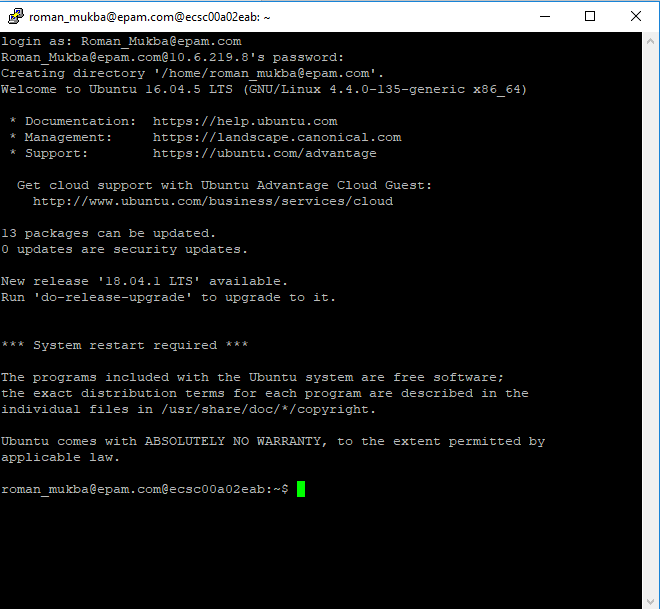 roman_mukba@epam.com@ecsc00a02eab: ~
login as: Roman_Mukba@epam.com
Roman_Mukba@epam.com@10.6.219.8's password:
Creating directory '/home/roman_mukba@epam.com'.
Welcome to Ubuntu 16.04.5 LTS (GNU/Linux 4.4.0-135-generic x86_64)

 * Documentation:  https://help.ubuntu.com
 * Management:     https://landscape.canonical.com
 * Support:        https://ubuntu.com/advantage

  Get cloud support with Ubuntu Advantage Cloud Guest:
    http://www.ubuntu.com/business/services/cloud

13 packages can be updated.
0 updates are security updates.

New release '18.04.1 LTS' available.
Run 'do-release-upgrade' to upgrade to it.


*** System restart required ***

The programs included with the Ubuntu system are free software;
the exact distribution terms for each program are described in the
individual files in /usr/share/doc/*/copyright.

Ubuntu comes with ABSOLUTELY NO WARRANTY, to the extent permitted by
applicable law.

roman_mukba@epam.com@ecsc00a02eab:~$